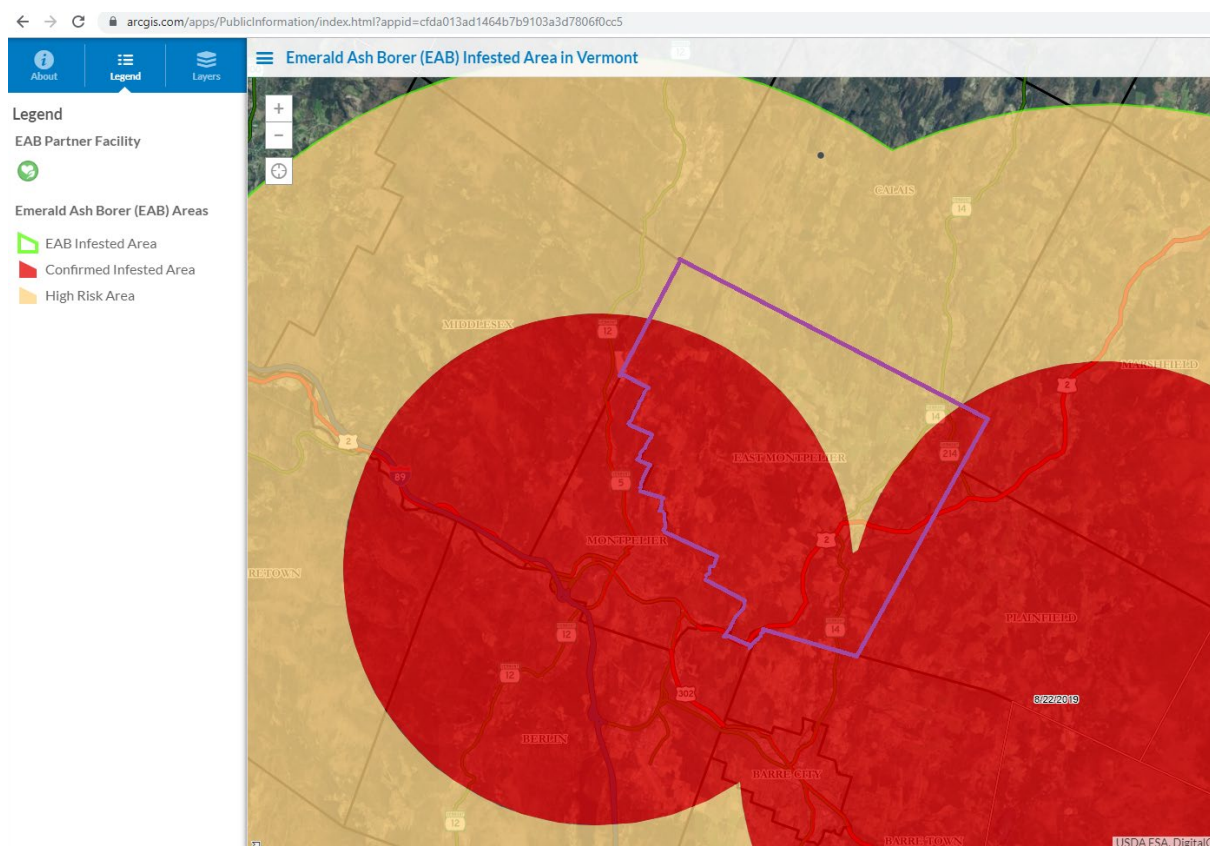 arcgis.com/apps/PublicInformation/index.html?appid=cfda013ad1464b7b9103a3d7806f0cc5
About
Legend
Layers
Emerald Ash Borer (EAB) Infested Area in Vermont
12
Legend
EAB Partner Facility
Emerald Ash Borer (EAB) Areas
EAB Infested Area
Confirmed Infested Area
High Risk Area
+
−
CALAIS
14
MIDDLESEX
12
MARSHFIELD
2
14
2
214
EAST MONTPELIER
89
5
MONTPELIER
2
RETOWN
PLAINFIELD
12
14
12
302
8/22/2019
BERLIN
BARRE CITY
12
BARRE TOWN
USDA FSA, DigitalG